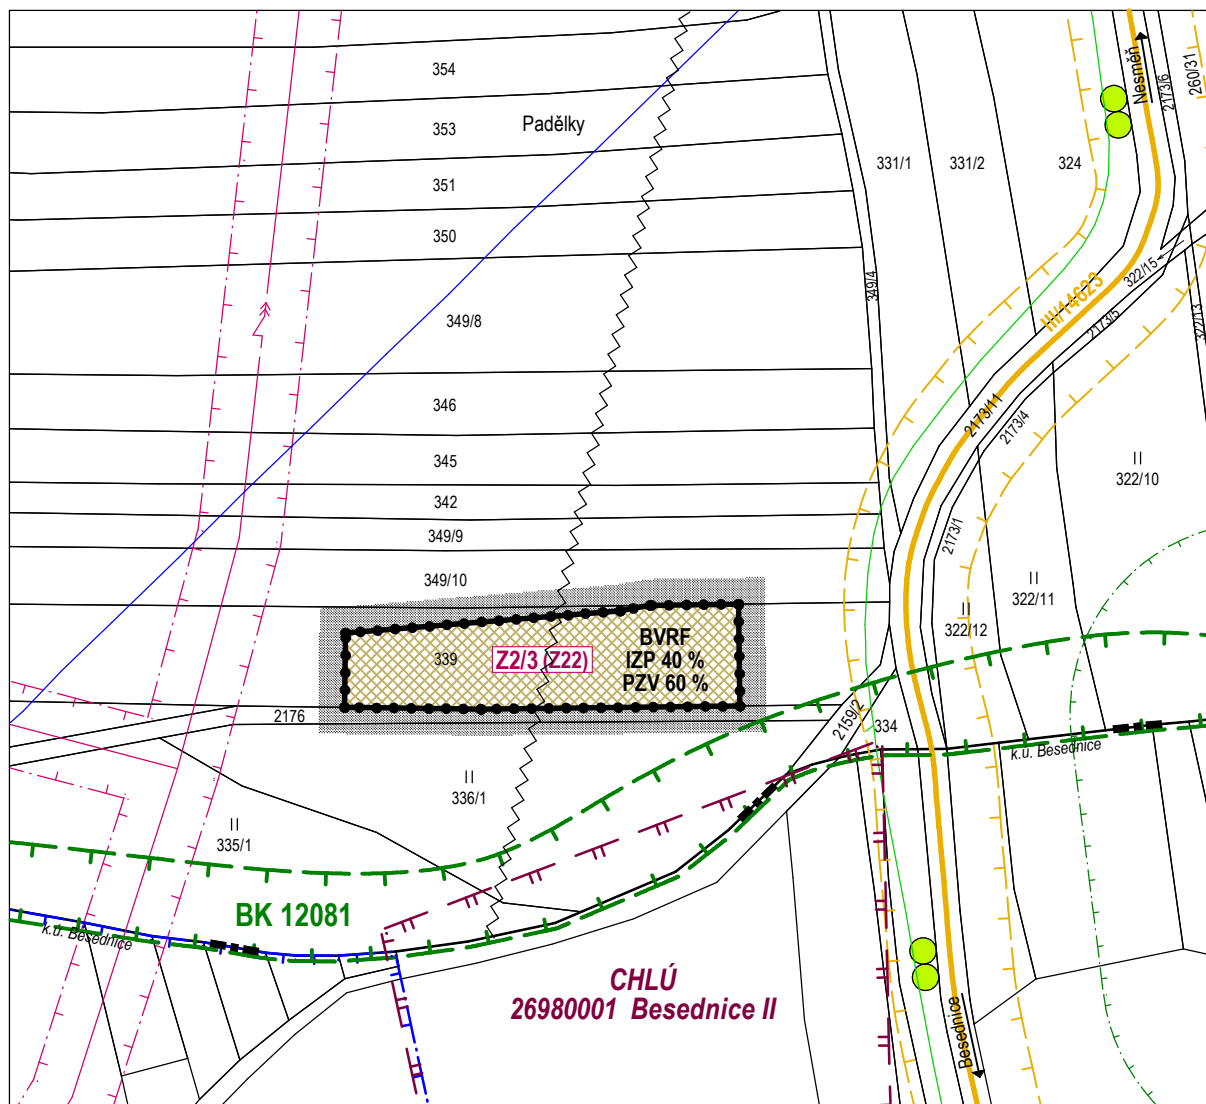 354
353
Padělky
351
350
349/8
346
345
342
349/9
349/10
339
Z2/3 (Z22)
BVRF
IZP 40 %
PZV 60 %
2176
II
336/1
II
335/1
BK 12081
k.ú. Besednice
CHLÚ
26980001 Besednice II
331/1
331/2
324
349/4
Nesměň
2173/6
260/31
322/15
322/13
III/14623
2173/5
2173/11
2173/4
2173/1
II
322/10
II
322/11
II
322/12
2159/2
334
k.ú. Besednice
Besednice